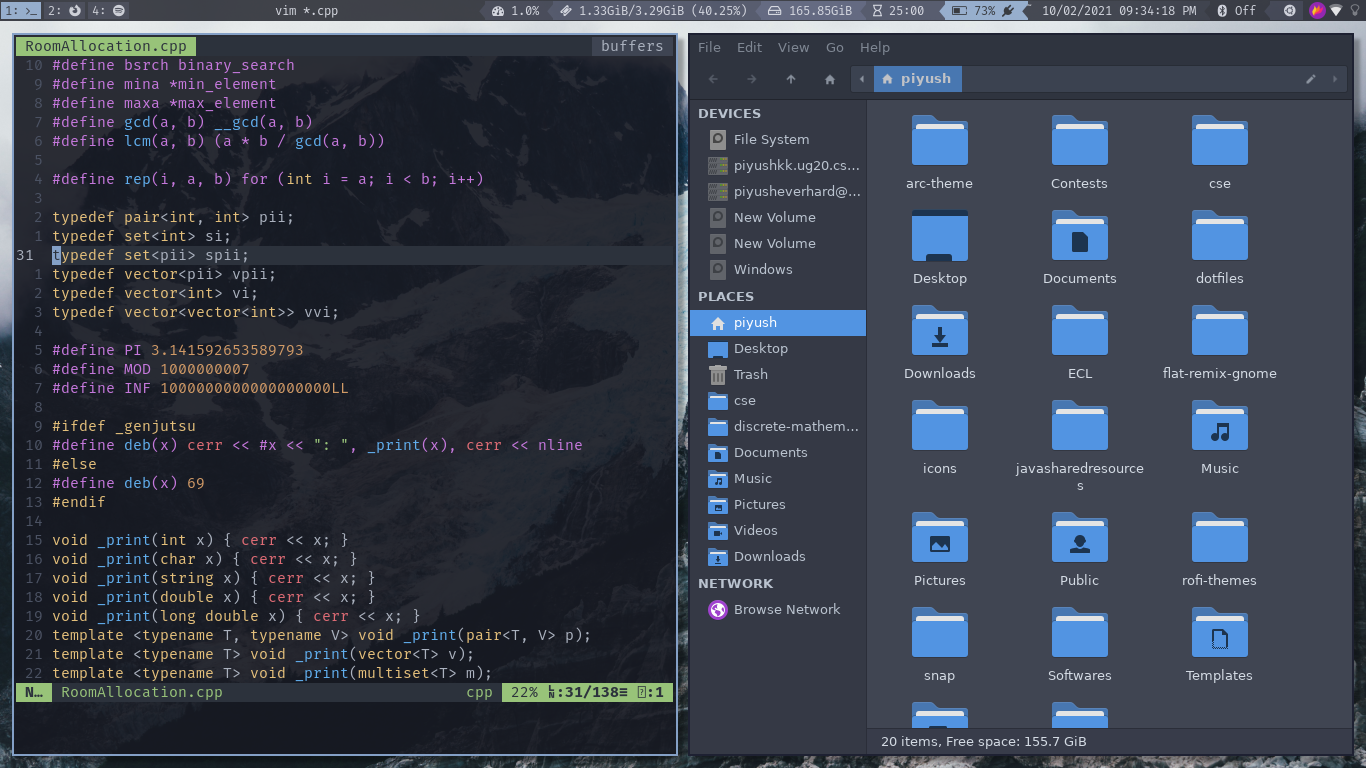 1: >_ 2: 3: 4: vim *.cpp 1.0% 1.33GiB/3.29GiB (40.25%) 165.85GiB 25:00 73% 10/02/2021 09:34:18 PM Off
RoomAllocation.cpp buffers
10 #define bsrch binary_search
9 #define mina *min_element
8 #define maxa *max_element
7 #define gcd(a, b) __gcd(a, b)
6 #define lcm(a, b) (a * b / gcd(a, b))
5
4 #define rep(i, a, b) for (int i = a; i < b; i++)
3
2 typedef pair<int, int> pii;
1 typedef set<int> si;
31 typedef set<pii> spii;
1 typedef vector<pii> vpii;
2 typedef vector<int> vi;
3 typedef vector<vector<int>> vvi;
4
5 #define PI 3.141592653589793
6 #define MOD 1000000007
7 #define INF 1000000000000000000LL
8
9 #ifdef _genjutsu
10 #define deb(x) cerr << #x << ": ", _print(x), cerr << nline
11 #else
12 #define deb(x) 69
13 #endif
14
15 void _print(int x) { cerr << x; }
16 void _print(char x) { cerr << x; }
17 void _print(string x) { cerr << x; }
18 void _print(double x) { cerr << x; }
19 void _print(long double x) { cerr << x; }
20 template <typename T, typename V> void _print(pair<T, V> p);
21 template <typename T> void _print(vector<T> v);
22 template <typename T> void _print(multiset<T> m);
N… RoomAllocation.cpp cpp 22% :31/138≡ :1
File Edit View Go Help
piyush
DEVICES
File System
piyushkk.ug20.cs…
piyusheverhard@…
New Volume
New Volume
Windows
PLACES
piyush
Desktop
Trash
cse
discrete-mathem…
Documents
Music
Pictures
Videos
Downloads
NETWORK
Browse Network
arc-theme Contests cse
Desktop Documents dotfiles
Downloads ECL flat-remix-gnome
icons javasharedresource Music
s
Pictures Public rofi-themes
snap Softwares Templates
20 items, Free space: 155.7 GiB